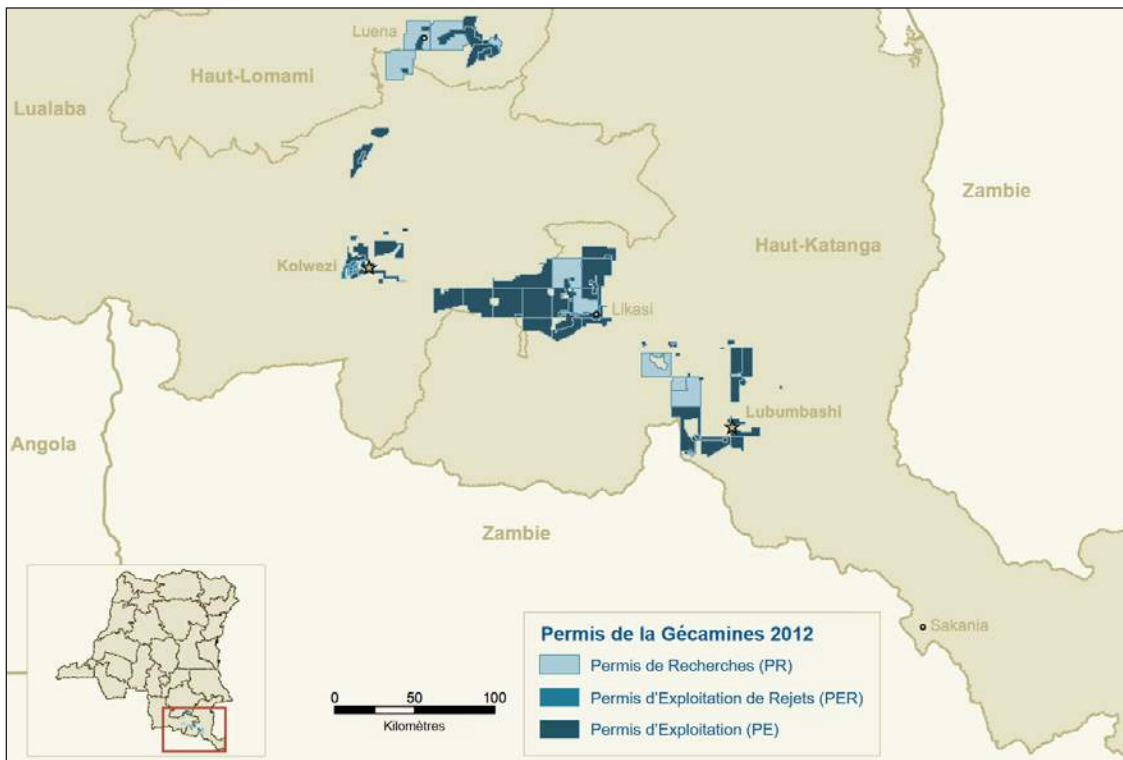 Luena
Haut-Lomami
Lualaba
Zambie
Haut-Katanga
Kolwezi
Likasi
Lubumbashi
Angola
Zambie
Sakania
0 50 100
Kilomètres
Permis de la Gécamines 2012
Permis de Recherches (PR)
Permis d'Exploitation de Rejets (PER)
Permis d'Exploitation (PE)